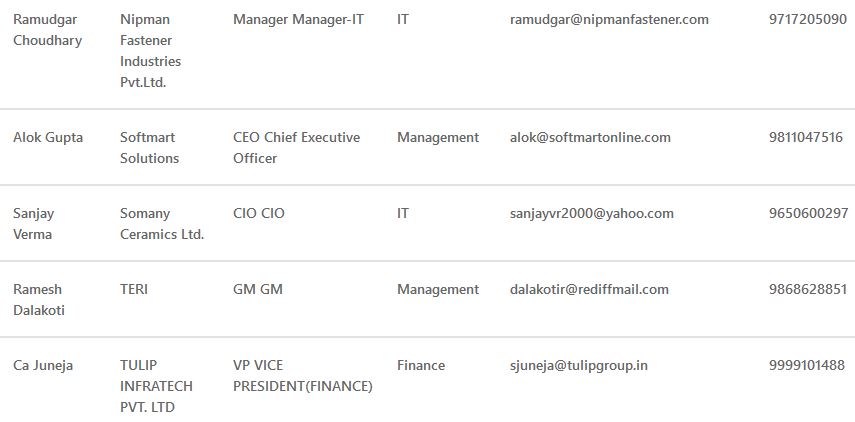 Ramudgar Nipman Manager Manager-IT IT ramudgar@nipmanfastener.com 9717205090
Choudhary Fastener
Industries
Pvt.Ltd.
Alok Gupta Softmart CEO Chief Executive Management alok@softmartonline.com 9811047516
Solutions Officer
Sanjay Somany CIO CIO IT sanjayvr2000@yahoo.com 9650600297
Verma Ceramics Ltd.
Ramesh TERI GM GM Management dalakotir@rediffmail.com 9868628851
Dalakoti
Ca Juneja TULIP VP VICE Finance sjuneja@tulipgroup.in 9999101488
INFRATECH PRESIDENT(FINANCE)
PVT. LTD